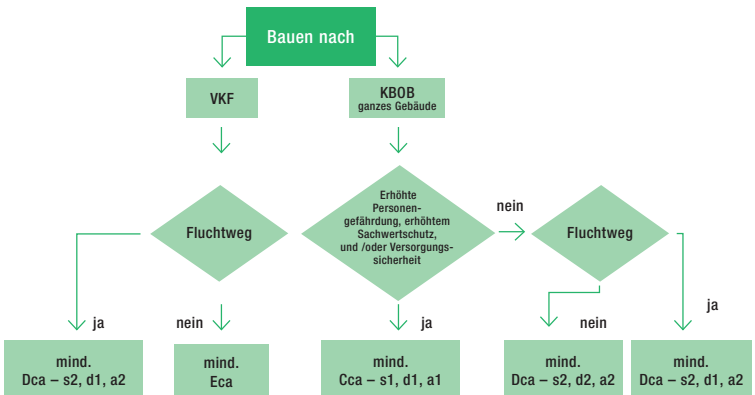 Bauen nach
VKF
KBOB
ganzes Gebäude
Fluchtweg
Erhöhte
Personen-
gefährdung, erhöhtem
Sachwertschutz,
und /oder Versorgungs-
sicherheit
nein
Fluchtweg
ja
nein
ja
nein
ja
mind.
Dca – s2, d1, a2
mind.
Eca
mind.
Cca – s1, d1, a1
mind.
Dca – s2, d2, a2
mind.
Dca – s2, d1, a2